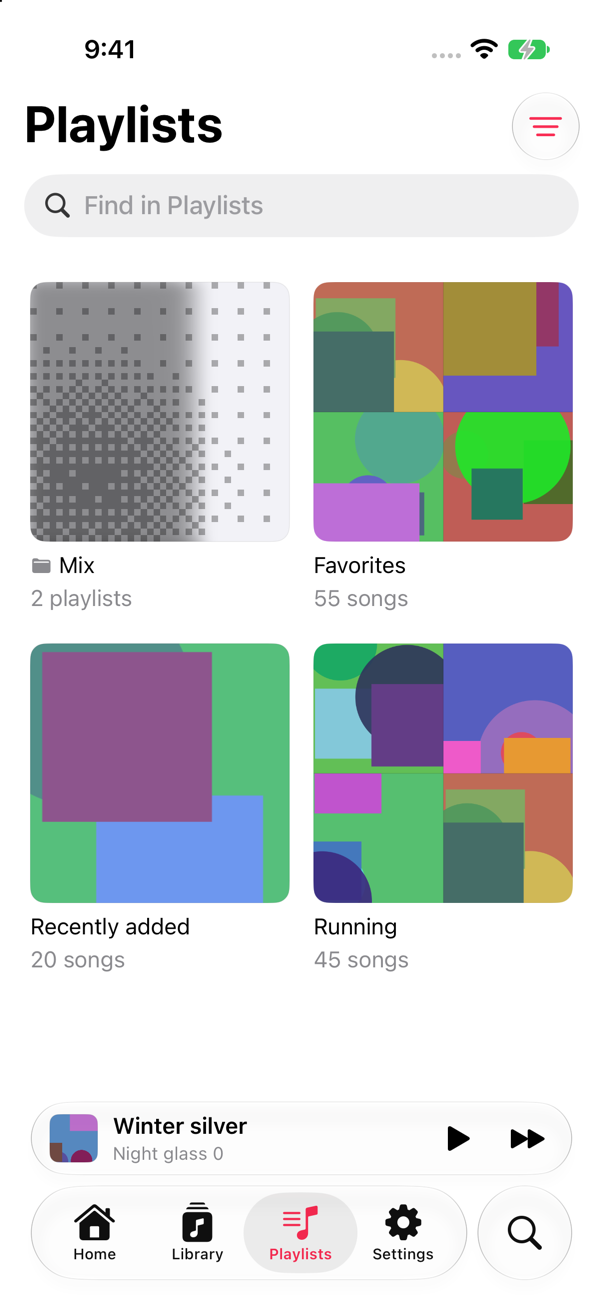 9:41
Playlists
Find in Playlists
Mix
2 playlists
Favorites
55 songs
Recently added
20 songs
Running
45 songs
Winter silver
Night glass 0
Home
Library
Playlists
Settings